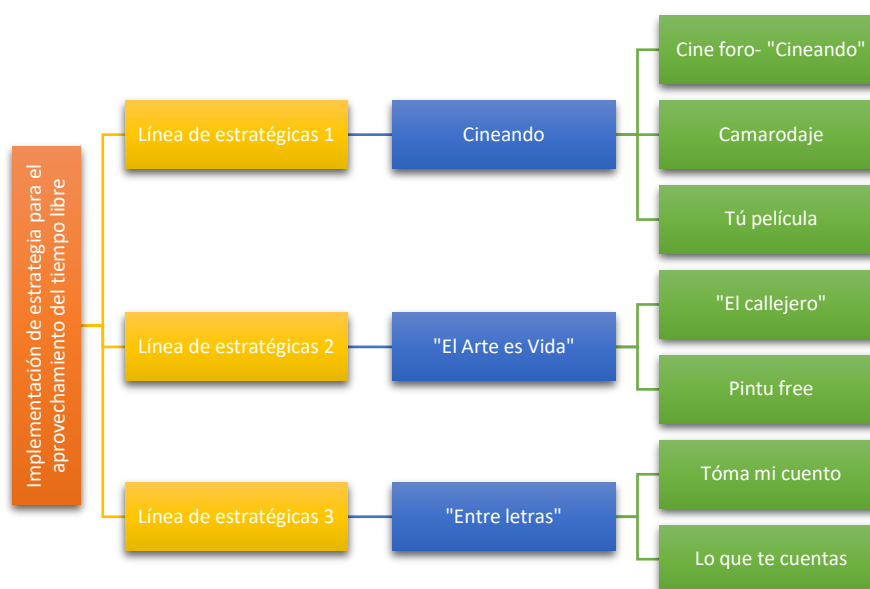 Implementación de estrategia para el
aprovechamiento del tiempo libre
Línea de estratégicas 1
Cineando
Cine foro- "Cineando"
Camarodaje
Tú película
Línea de estratégicas 2
"El Arte es Vida"
"El callejero"
Pintu free
Línea de estratégicas 3
"Entre letras"
Tóma mi cuento
Lo que te cuentas